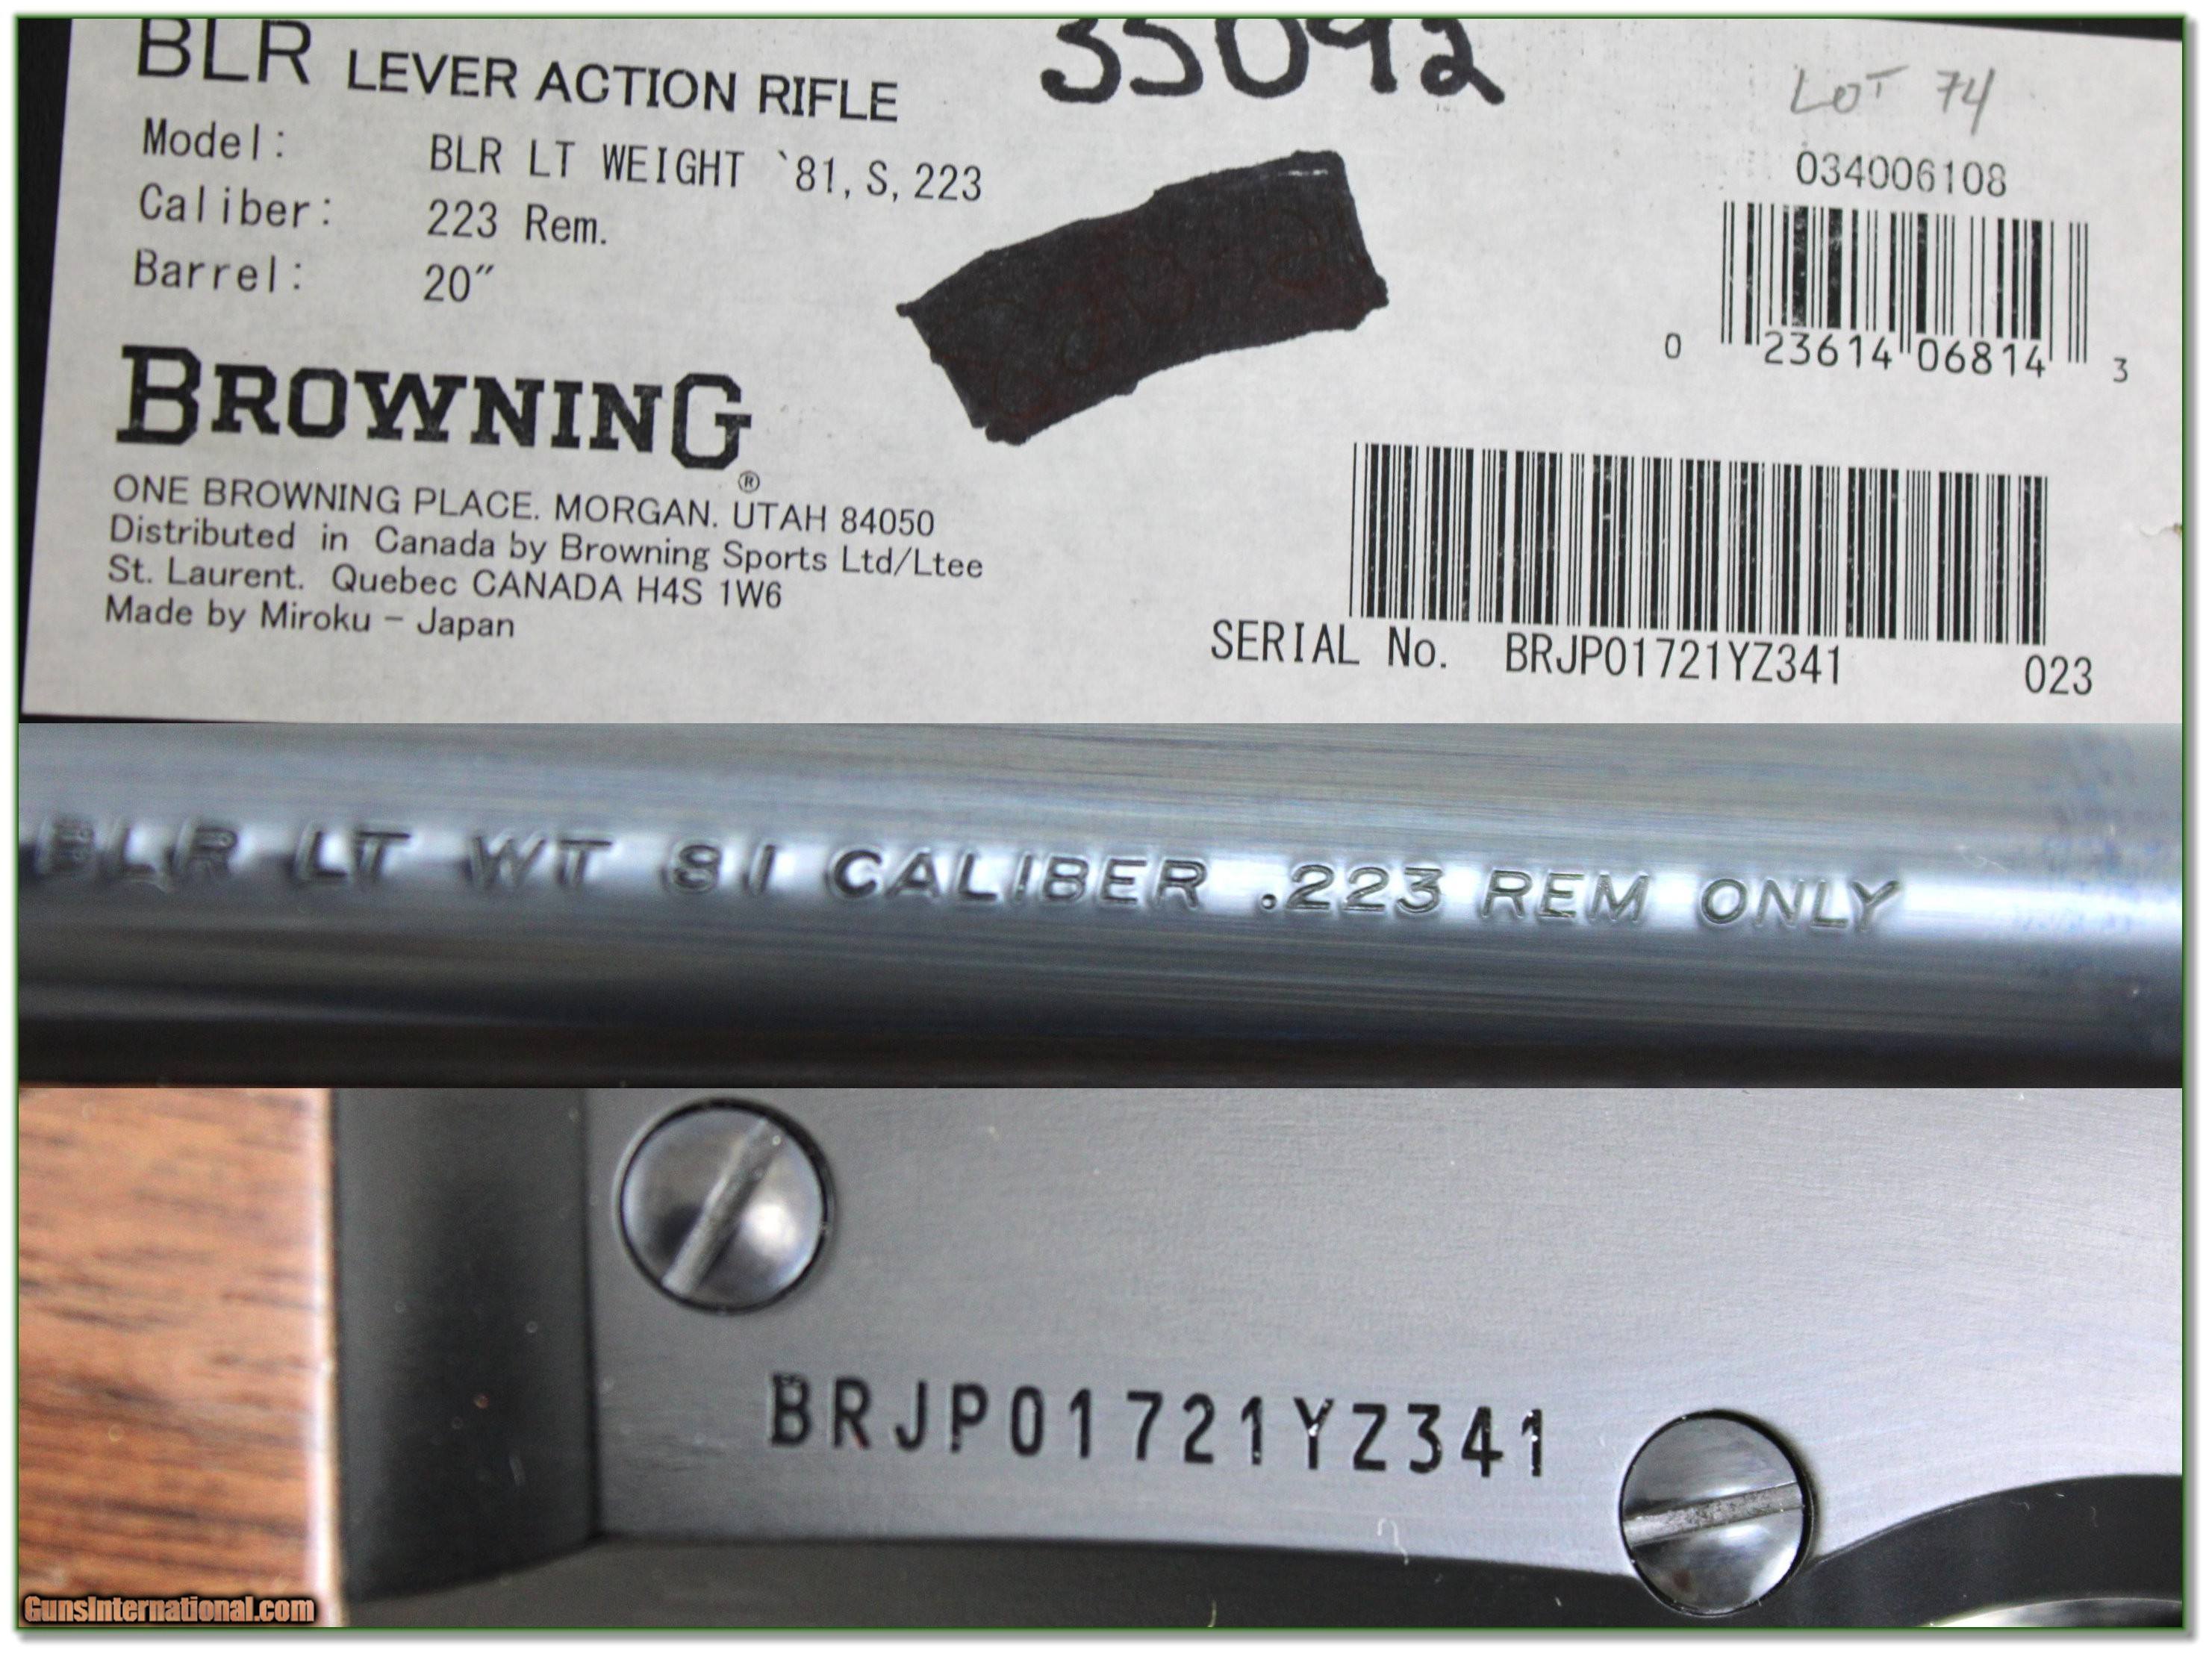 BLR LEVER ACTION RIFLE
35092
LOT 74
Model: BLR LT WEIGHT `81, S, 223
Caliber: 223 Rem.
Barrel: 20″
034006108
0 23614 06814 3
BROWNING®
ONE BROWNING PLACE. MORGAN. UTAH 84050
Distributed in Canada by Browning Sports Ltd/Ltee
St. Laurent. Quebec CANADA H4S 1W6
Made by Miroku - Japan
SERIAL No. BRJP01721YZ341 023
BLR LT WT 81 CALIBER .223 REM ONLY
BRJP01721YZ341
GunsInternational.com